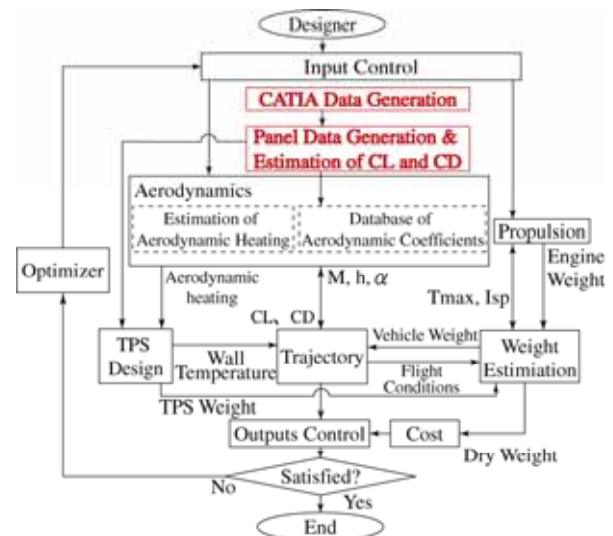 Designer
Input Control
CATIA Data Generation
Panel Data Generation &
Estimation of CL and CD
Aerodynamics
Estimation of
Aerodynamic Heating
Database of
Aerodynamic Coefficients
Propulsion
Optimizer
Aerodynamic
heating
M, h, α
Engine
Weight
Tmax, Isp
CL、CD
Vehicle Weight
TPS
Design
Wall
Temperature
Trajectory
Flight
Conditions
Weight
Estimiation
TPS Weight
Outputs Control
Cost
Dry Weight
No
Satisfied?
Yes
End